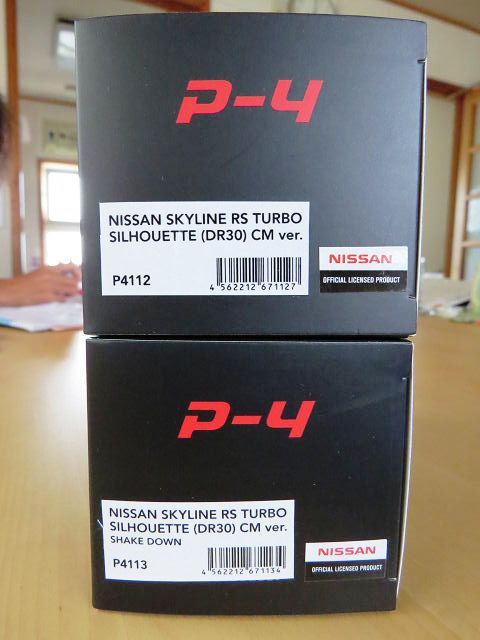 P-4
NISSAN SKYLINE RS TURBO
SILHOUETTE (DR30) CM ver.
P4112
4 562212 671127
NISSAN
OFFICIAL LICENSED PRODUCT
P-4
NISSAN SKYLINE RS TURBO
SILHOUETTE (DR30) CM ver.
SHAKE DOWN
P4113
4 562212 671134
NISSAN
OFFICIAL LICENSED PRODUCT